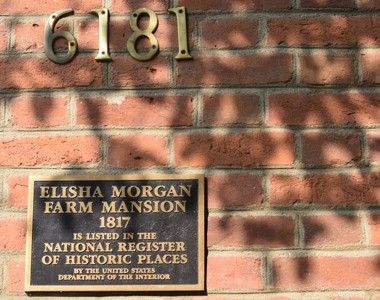 6181
ELISHA MORGAN
FARM MANSION
1817
IS LISTED IN THE
NATIONAL REGISTER
OF HISTORIC PLACES
BY THE UNITED STATES
DEPARTMENT OF THE INTERIOR